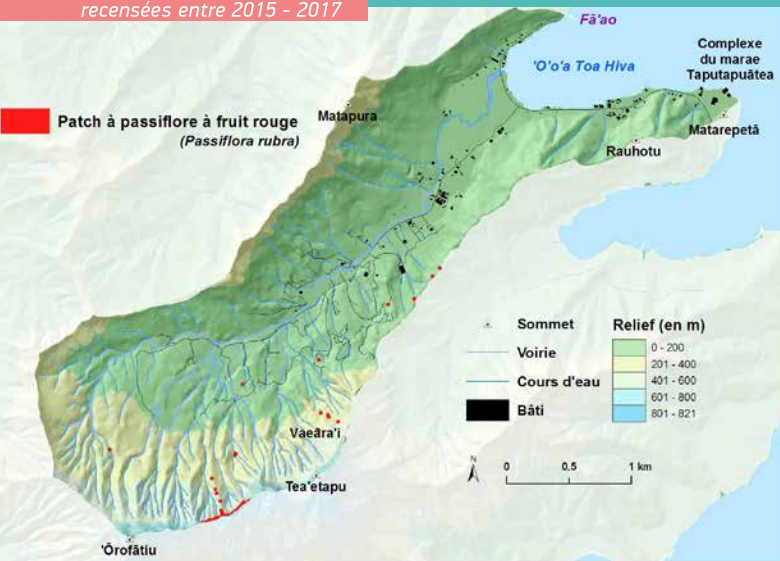 recensées entre 2015 - 2017
Fā'ao
Complexe
du marae
Taputapuātea
'O'o'a Toa Hiva
Patch à passiflore à fruit rouge
(Passiflora rubra)
Matapura
Matarepetā
Rauhotu
Sommet
Voirie
Cours d'eau
Bâti
Relief (en m)
0 - 200
201 - 400
401 - 600
601 - 800
801 - 821
N
0 0.5 1 km
Vaeāra'i
Tea'etapu
'Ōrofātiu